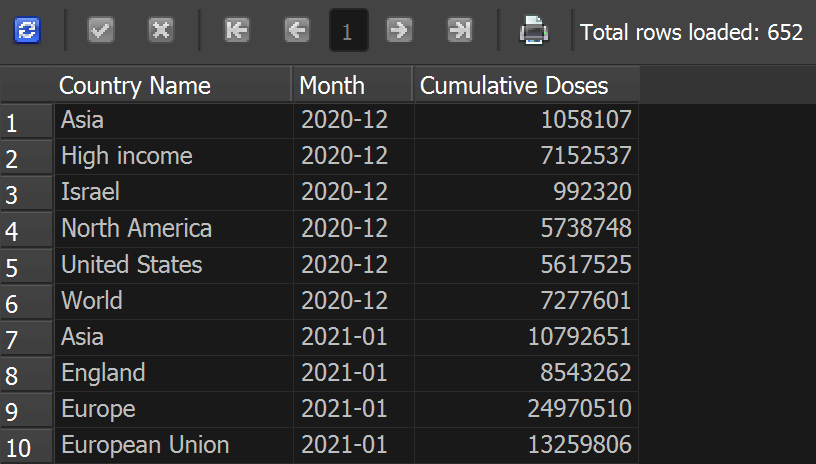 1 Total rows loaded: 652
Country Name Month Cumulative Doses
1 Asia 2020-12 1058107
2 High income 2020-12 7152537
3 Israel 2020-12 992320
4 North America 2020-12 5738748
5 United States 2020-12 5617525
6 World 2020-12 7277601
7 Asia 2021-01 10792651
8 England 2021-01 8543262
9 Europe 2021-01 24970510
10 European Union 2021-01 13259806